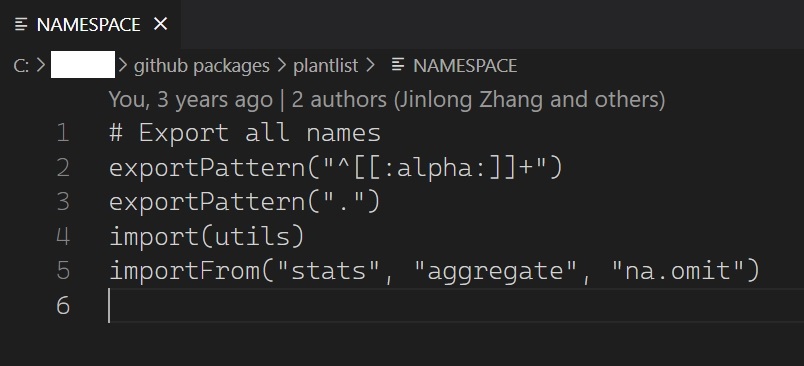 NAMESPACE
C: > > github packages > plantlist > NAMESPACE
You, 3 years ago | 2 authors (Jinlong Zhang and others)
1 # Export all names
2 exportPattern("^[[:alpha:]]+")
3 exportPattern(".")
4 import(utils)
5 importFrom("stats", "aggregate", "na.omit")
6